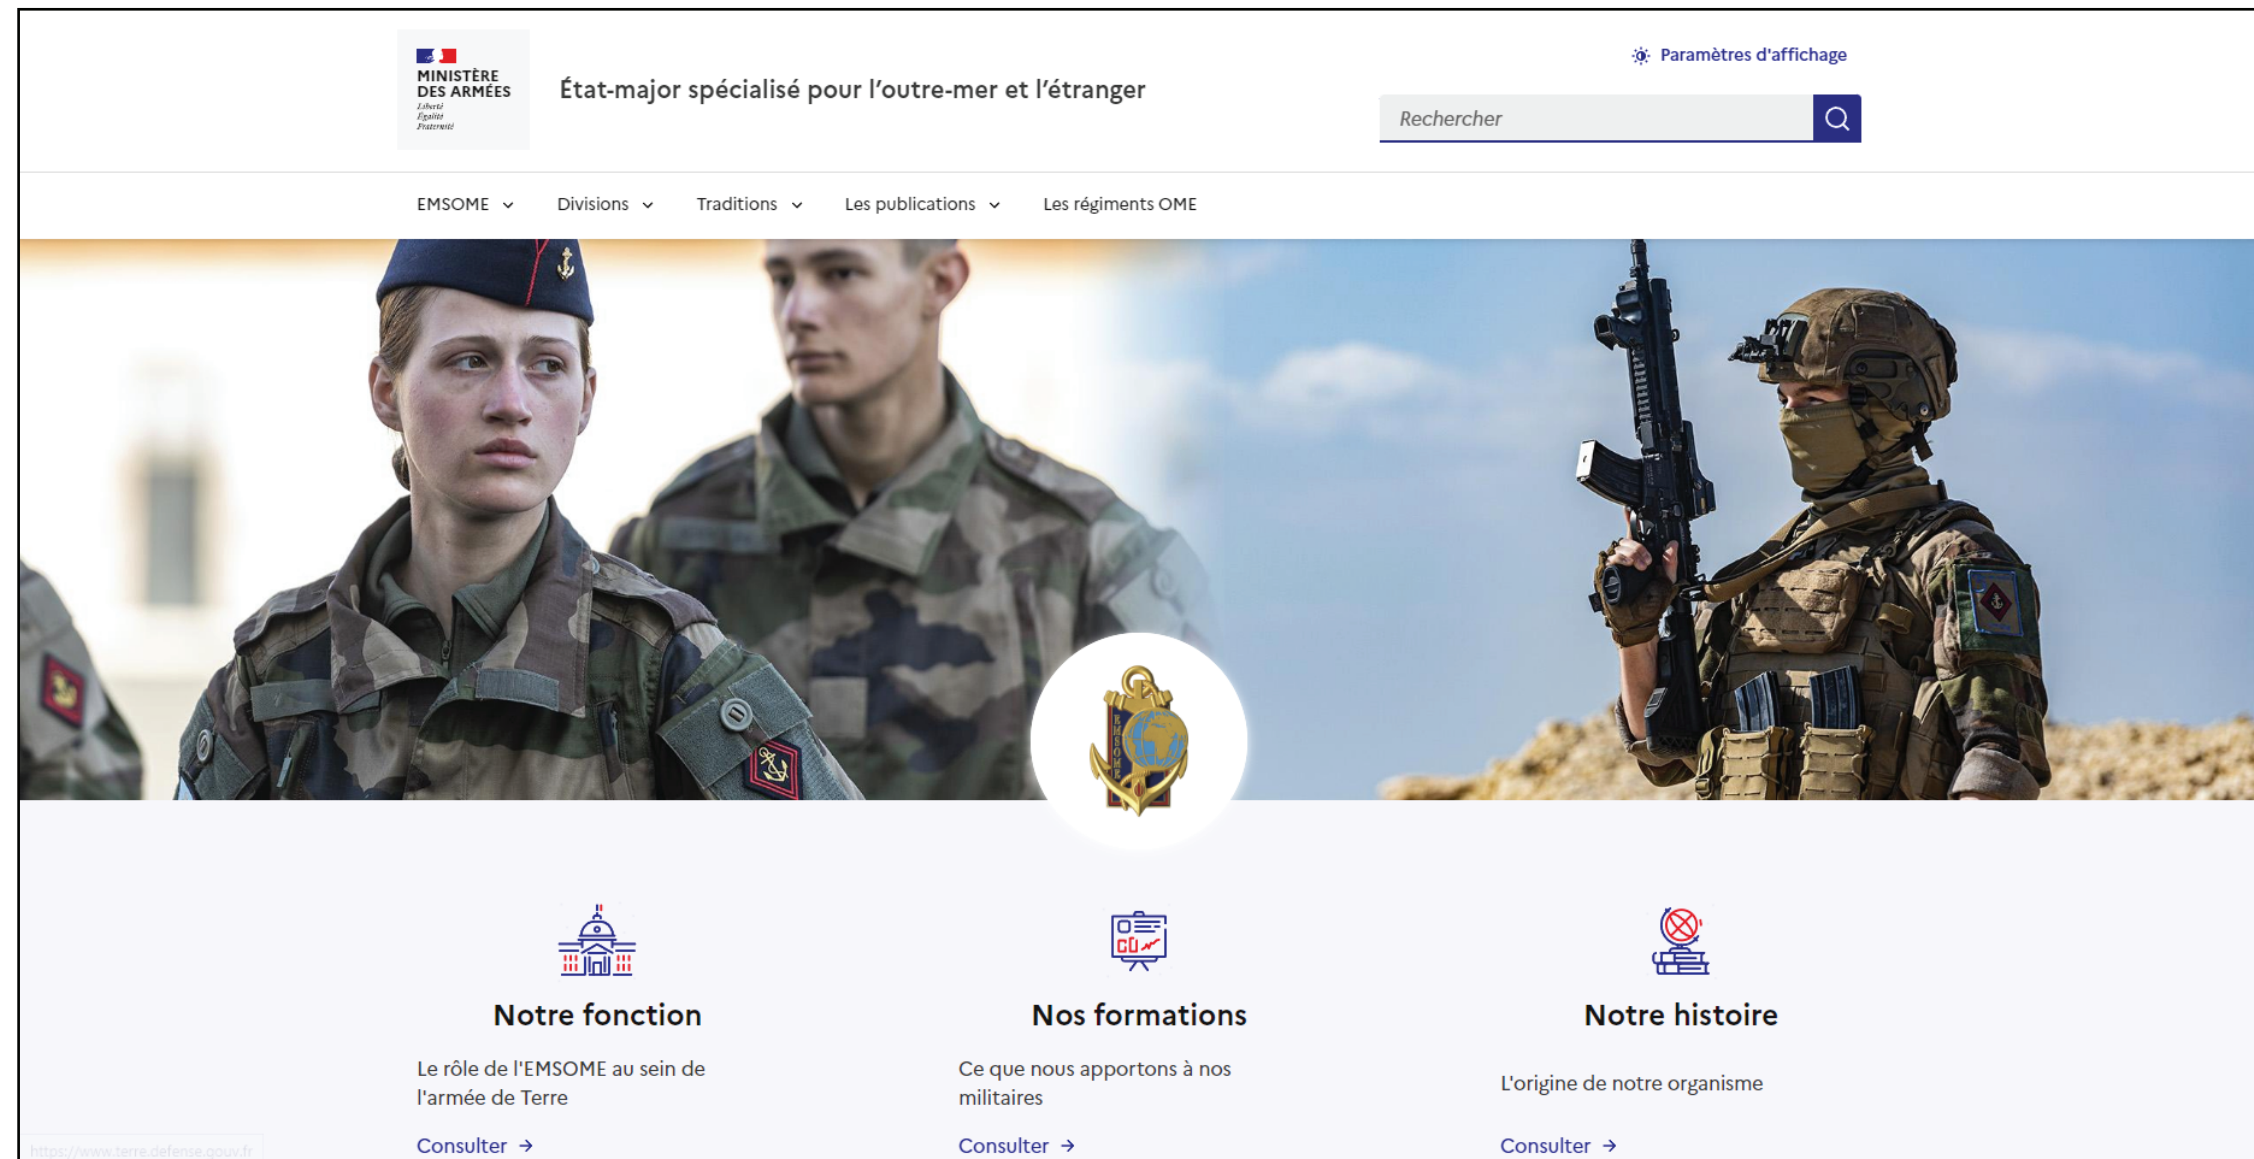 MINISTÈRE
DES ARMÉES
Liberté
Égalité
Fraternité
État-major spécialisé pour l’outre-mer et l’étranger
Paramètres d'affichage
Rechercher
EMSOME
Divisions
Traditions
Les publications
Les régiments OME
EMSOME
Notre fonction
Le rôle de l'EMSOME au sein de
l'armée de Terre
Consulter →
Nos formations
Ce que nous apportons à nos
militaires
Consulter →
Notre histoire
L'origine de notre organisme
Consulter →
https://www.terre.defense.gouv.fr